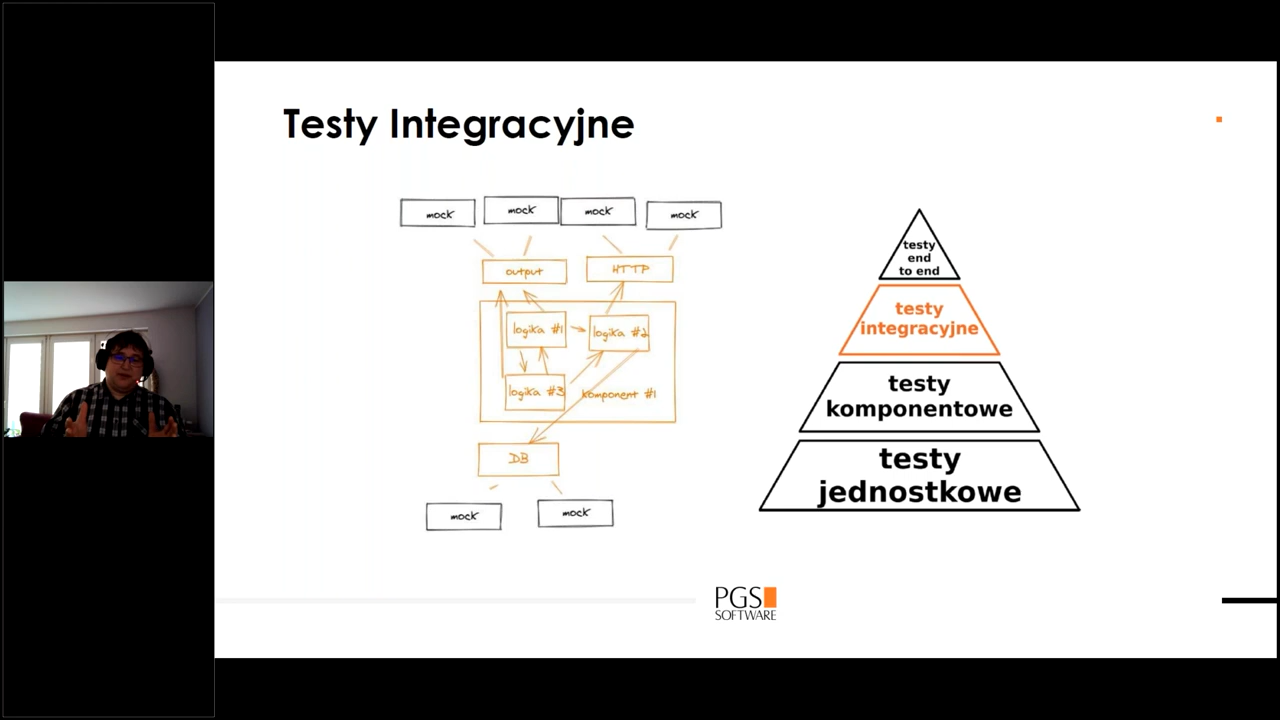 Testy Integracyjne
mock
mock
mock
mock
output
HTTP
logika #1
logika #2
logika #3
komponent #1
DB
mock
mock
testy
end
to end
testy
integracyjne
testy
komponentowe
testy
jednostkowe
PGS
SOFTWARE